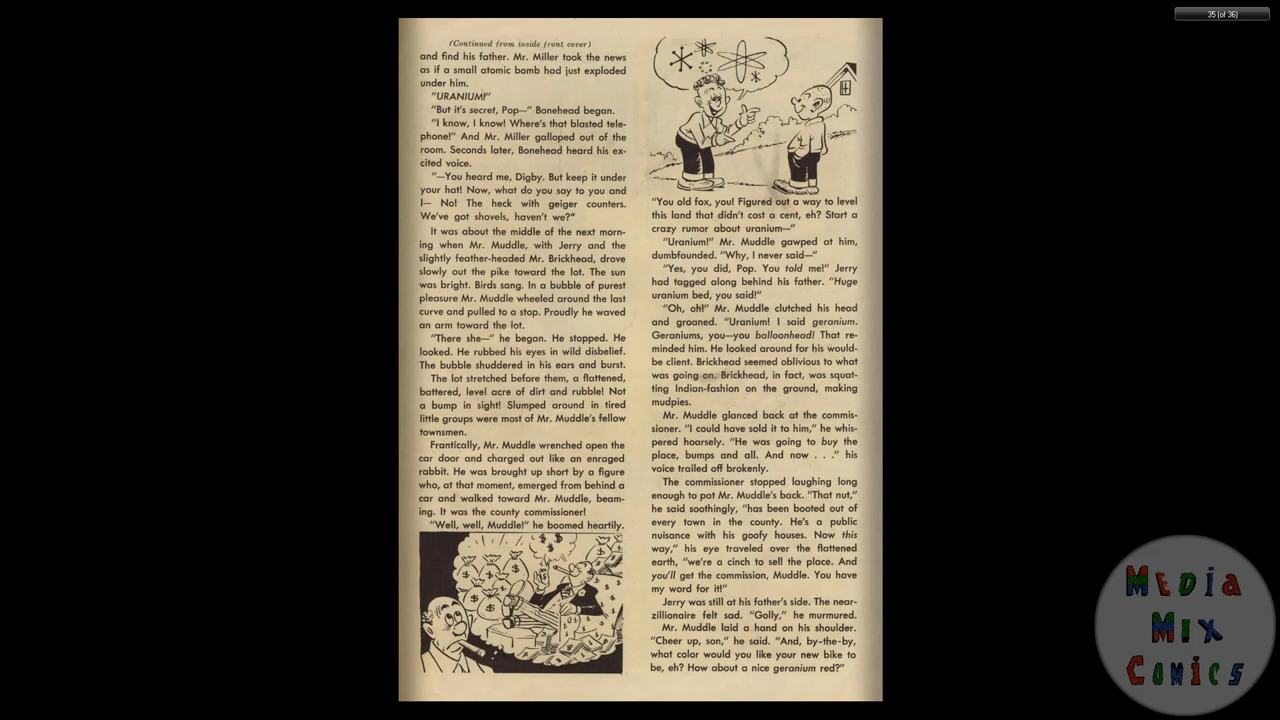 35 (of 36)
(Continued from inside front cover)
and find his father. Mr. Miller took the news
as if a small atomic bomb had just exploded
under him.
"URANIUM!"
"But it's secret, Pop—" Bonehead began.
"I know, I know! Where's that blasted tele-
phone!" And Mr. Miller galloped out of the
room. Seconds later, Bonehead heard his ex-
cited voice.
"—You heard me, Digby. But keep it under
your hat! Now, what do you say to you and
I— No! The heck with geiger counters.
We've got shovels, haven't we?"
It was about the middle of the next morn-
ing when Mr. Muddle, with Jerry and the
slightly feather-headed Mr. Brickhead, drove
slowly out the pike toward the lot. The sun
was bright. Birds sang. In a bubble of purest
pleasure Mr. Muddle wheeled around the last
curve and pulled to a stop. Proudly he waved
an arm toward the lot.
"There she—" he began. He stopped. He
looked. He rubbed his eyes in wild disbelief.
The bubble shuddered in his ears and burst.
The lot stretched before them, a flattened,
battered, level acre of dirt and rubble! Not
a bump in sight! Slumped around in tired
little groups were most of Mr. Muddle's fellow
townsmen.
Frantically, Mr. Muddle wrenched open the
car door and charged out like an enraged
rabbit. He was brought up short by a figure
who, at that moment, emerged from behind a
car and walked toward Mr. Muddle, beam-
ing. It was the county commissioner!
"Well, well, Muddle!" he boomed heartily.
"You old fox, you! Figured out a way to level
this land that didn't cost a cent, eh? Start a
crazy rumor about uranium—"
"Uranium!" Mr. Muddle gawped at him,
dumbfounded. "Why, I never said—"
"Yes, you did, Pop. You told me!" Jerry
had tagged along behind his father. "Huge
uranium bed, you said!"
"Oh, oh!" Mr. Muddle clutched his head
and groaned. "Uranium! I said geranium.
Geraniums, you—you balloonhead! That re-
minded him. He looked around for his would-
be client. Brickhead seemed oblivious to what
was going on. Brickhead, in fact, was squat-
ting Indian-fashion on the ground, making
mudpies.
Mr. Muddle glanced back at the commis-
sioner. "I could have sold it to him," he whis-
pered hoarsely. "He was going to buy the
place, bumps and all. And now . . ." his
voice trailed off brokenly.
The commissioner stopped laughing long
enough to pat Mr. Muddle's back. "That nut,"
he said soothingly, "has been booted out of
every town in the county. He's a public
nuisance with his goofy houses. Now this
way," his eye traveled over the flattened
earth, "we're a cinch to sell the place. And
you'll get the commission, Muddle. You have
my word for it!"
Jerry was still at his father's side. The near-
zillionaire felt sad. "Golly," he murmured.
Mr. Muddle laid a hand on his shoulder.
"Cheer up, son," he said. "And, by-the-by,
what color would you like your new bike to
be, eh? How about a nice geranium red?"
MEDIA
MIX
COMICS